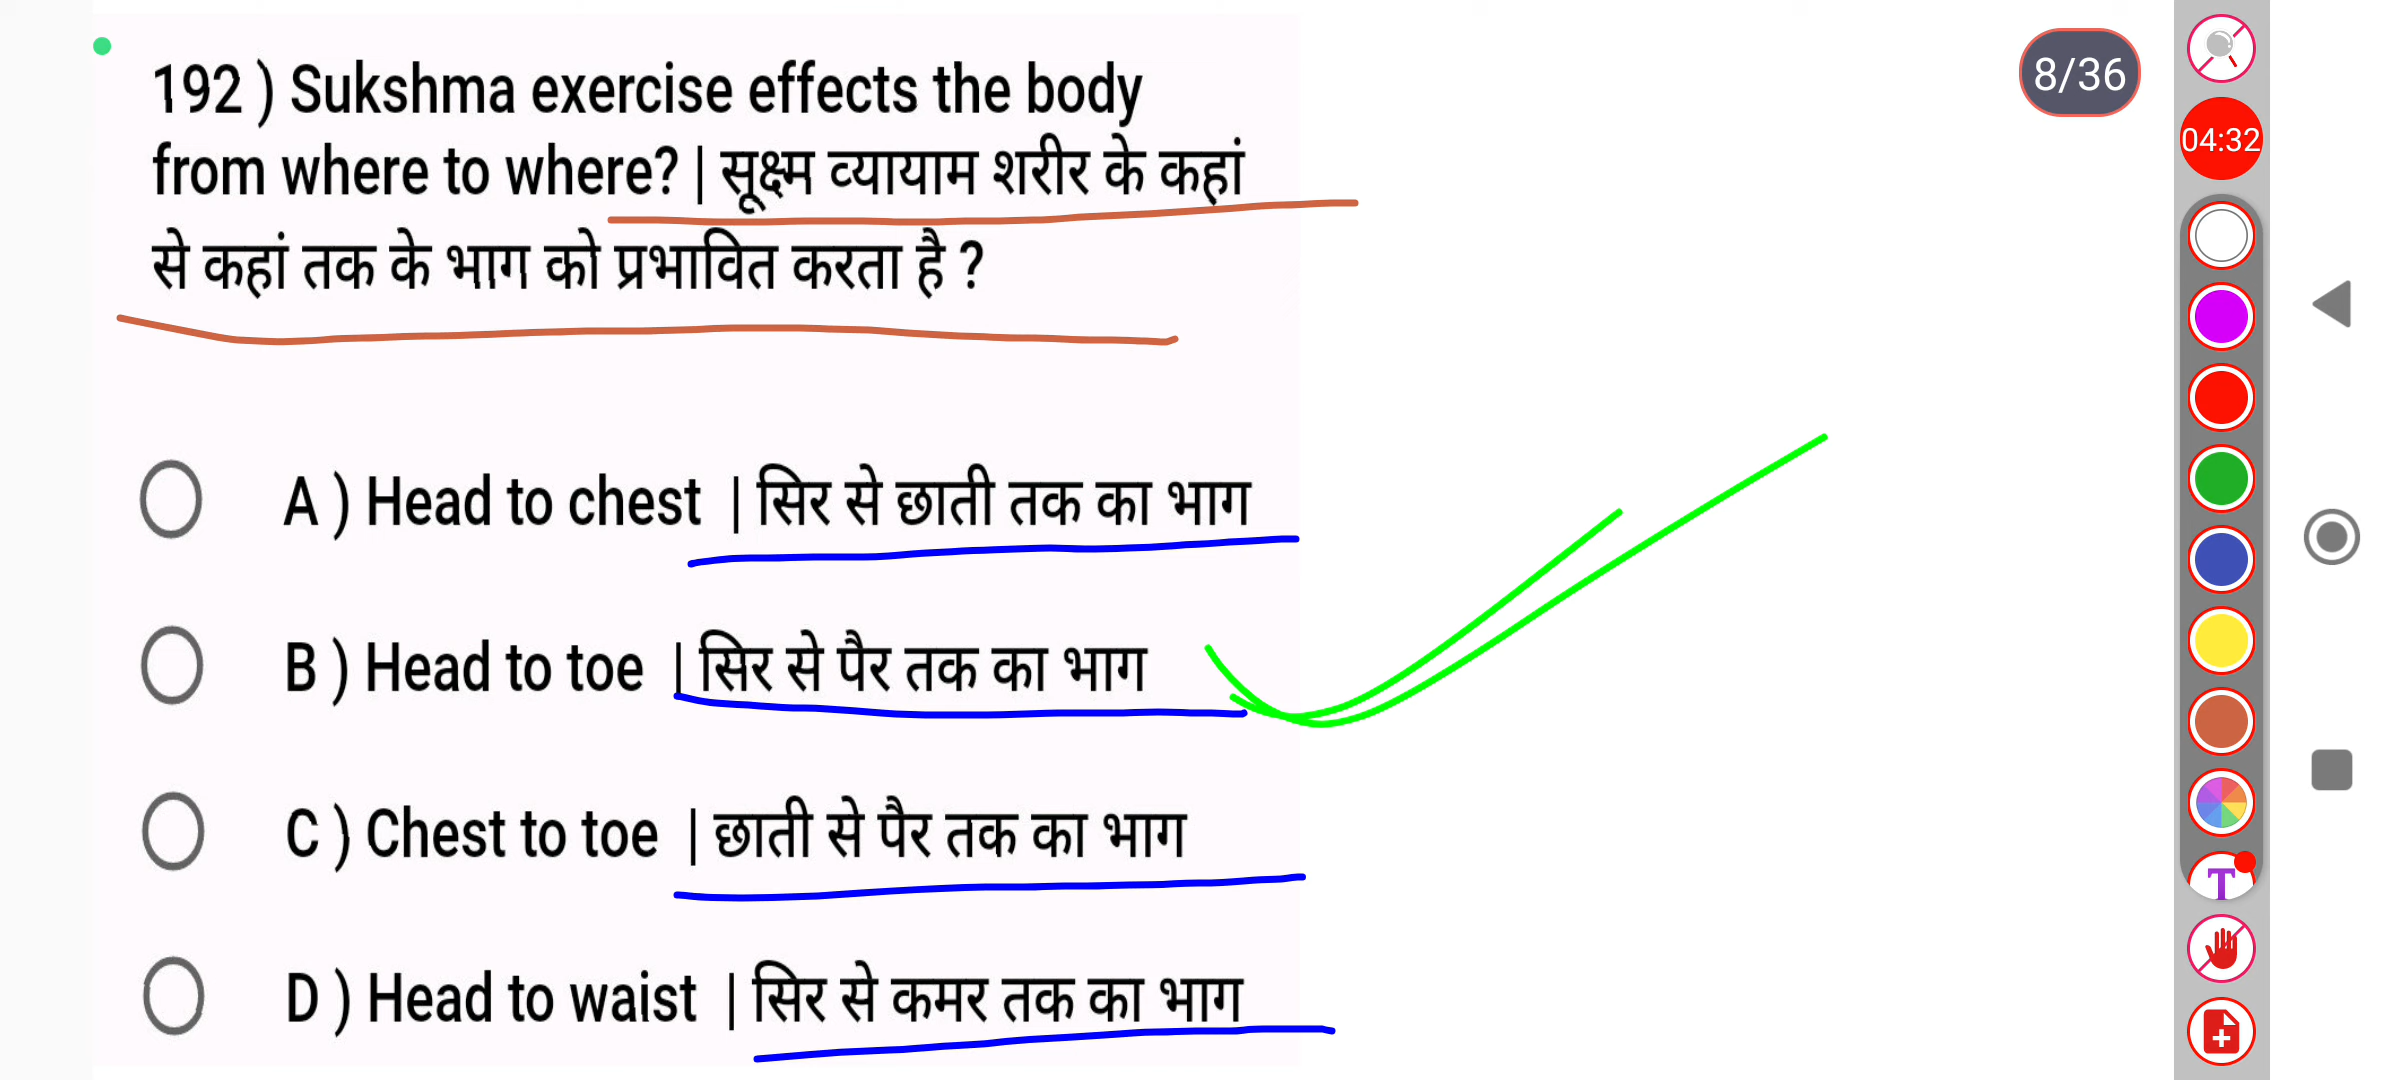 192 ) Sukshma exercise effects the body
from where to where? | सूक्ष्म व्यायाम शरीर के कहां
से कहां तक के भाग को प्रभावित करता है ?
A ) Head to chest | सिर से छाती तक का भाग
B ) Head to toe | सिर से पैर तक का भाग
C ) Chest to toe | छाती से पैर तक का भाग
D ) Head to waist | सिर से कमर तक का भाग
8/36
04:32
T